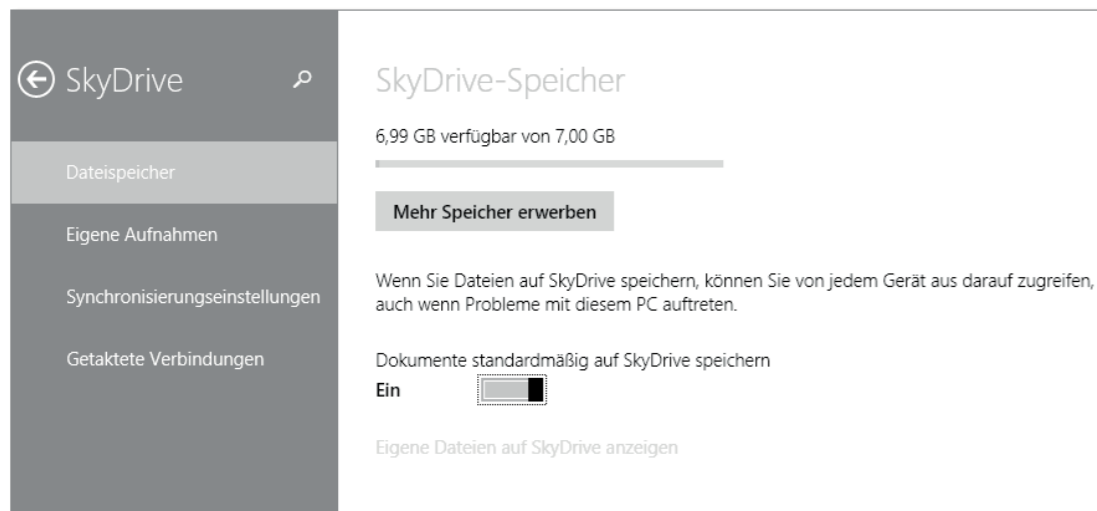 SkyDrive
Dateispeicher
Eigene Aufnahmen
Synchronisierungseinstellungen
Getaktete Verbindungen
SkyDrive-Speicher
6,99 GB verfügbar von 7,00 GB
Mehr Speicher erwerben
Wenn Sie Dateien auf SkyDrive speichern, können Sie von jedem Gerät aus darauf zugreifen,
auch wenn Probleme mit diesem PC auftreten.
Dokumente standardmäßig auf SkyDrive speichern
Ein
Eigene Dateien auf SkyDrive anzeigen